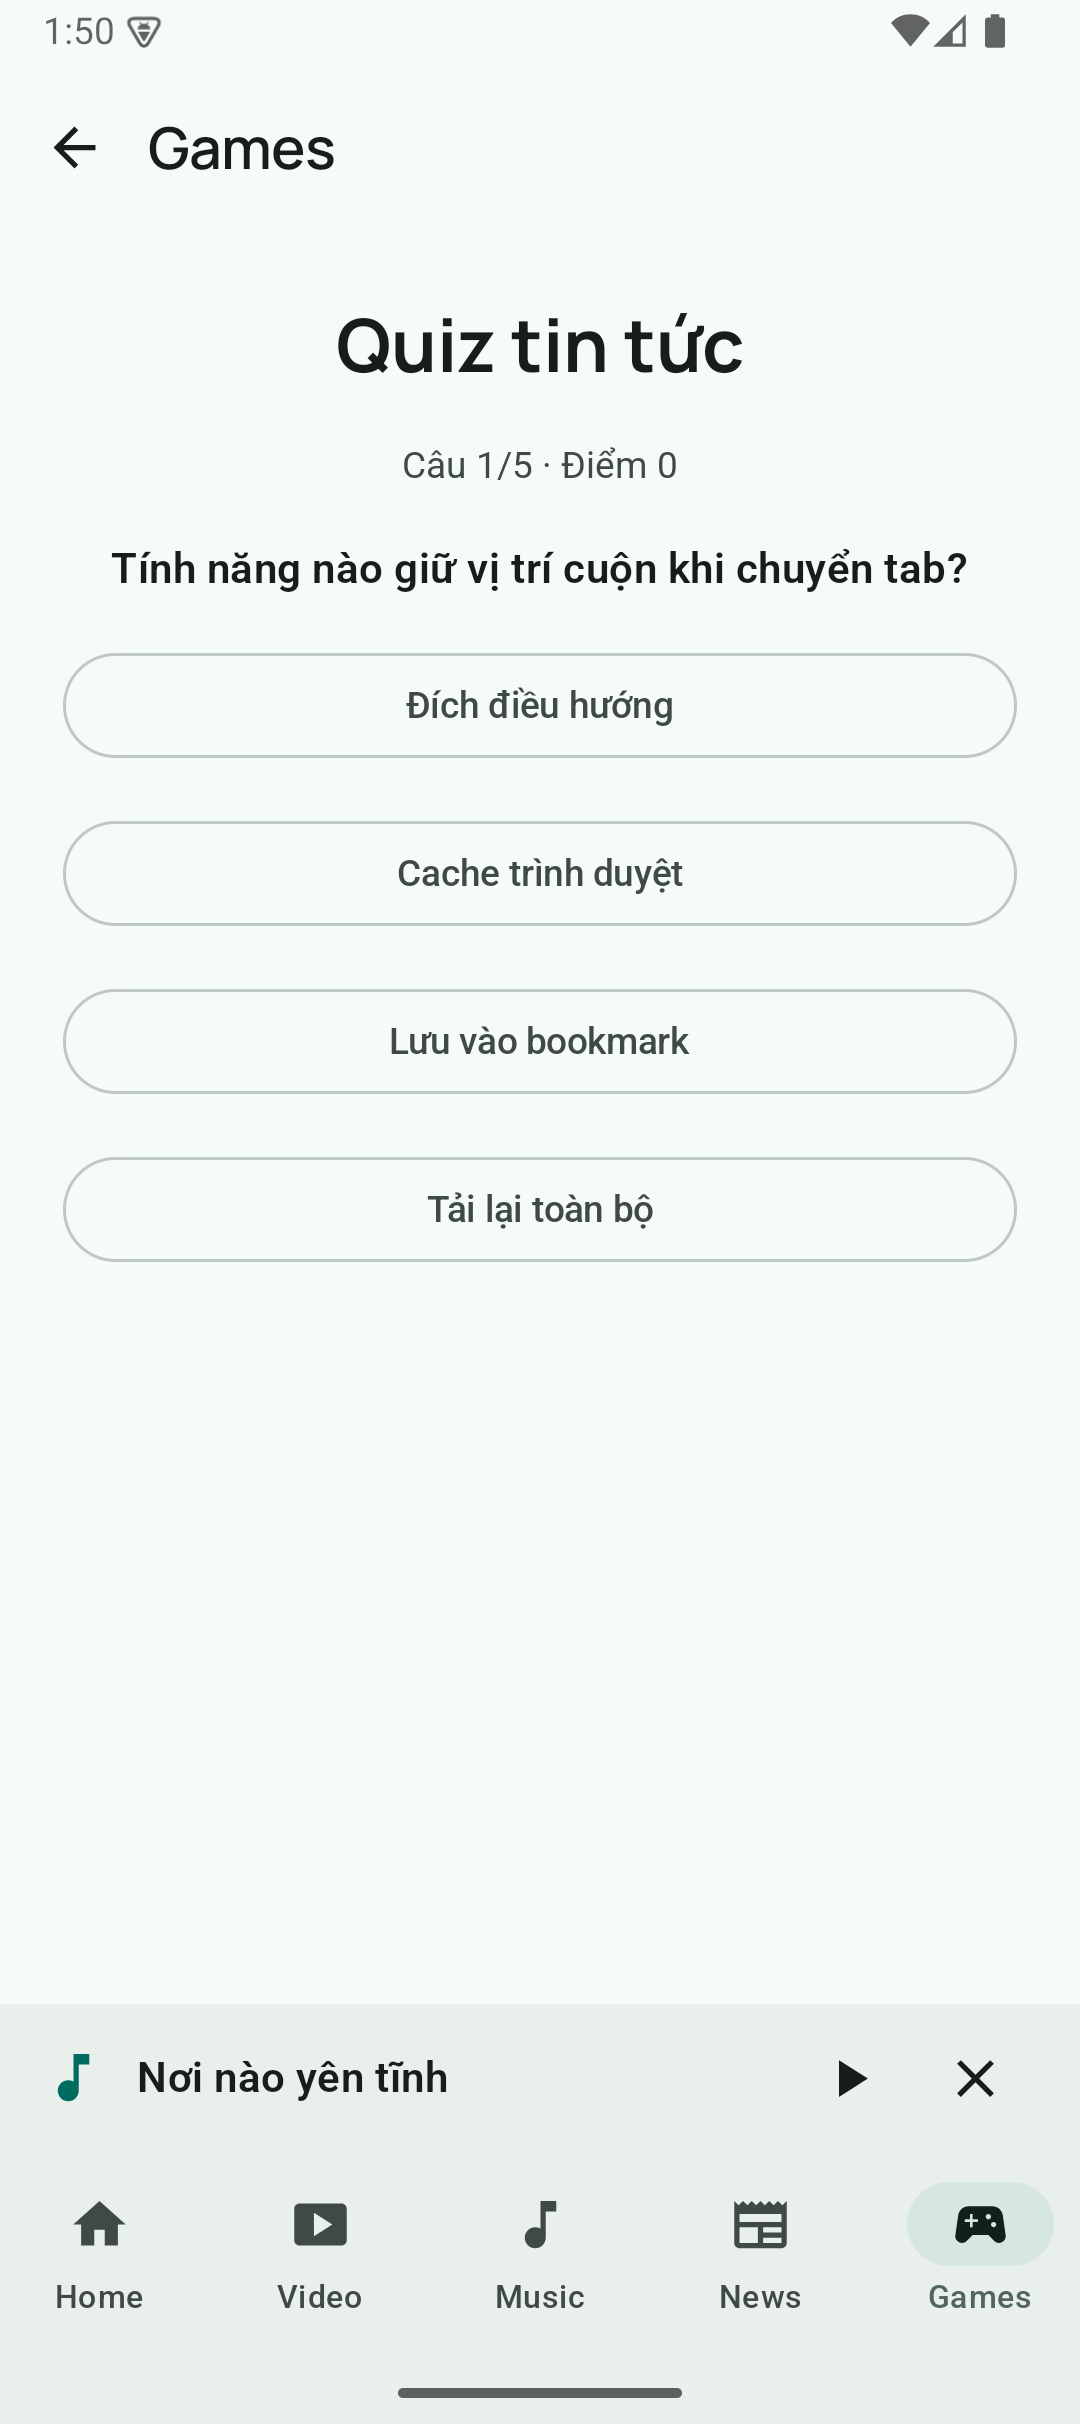 1:50
Games
Quiz tin tức
Câu 1/5 · Điểm 0
Tính năng nào giữ vị trí cuộn khi chuyển tab?
Đích điều hướng
Cache trình duyệt
Lưu vào bookmark
Tải lại toàn bộ
Nơi nào yên tĩnh
Home Video Music News Games